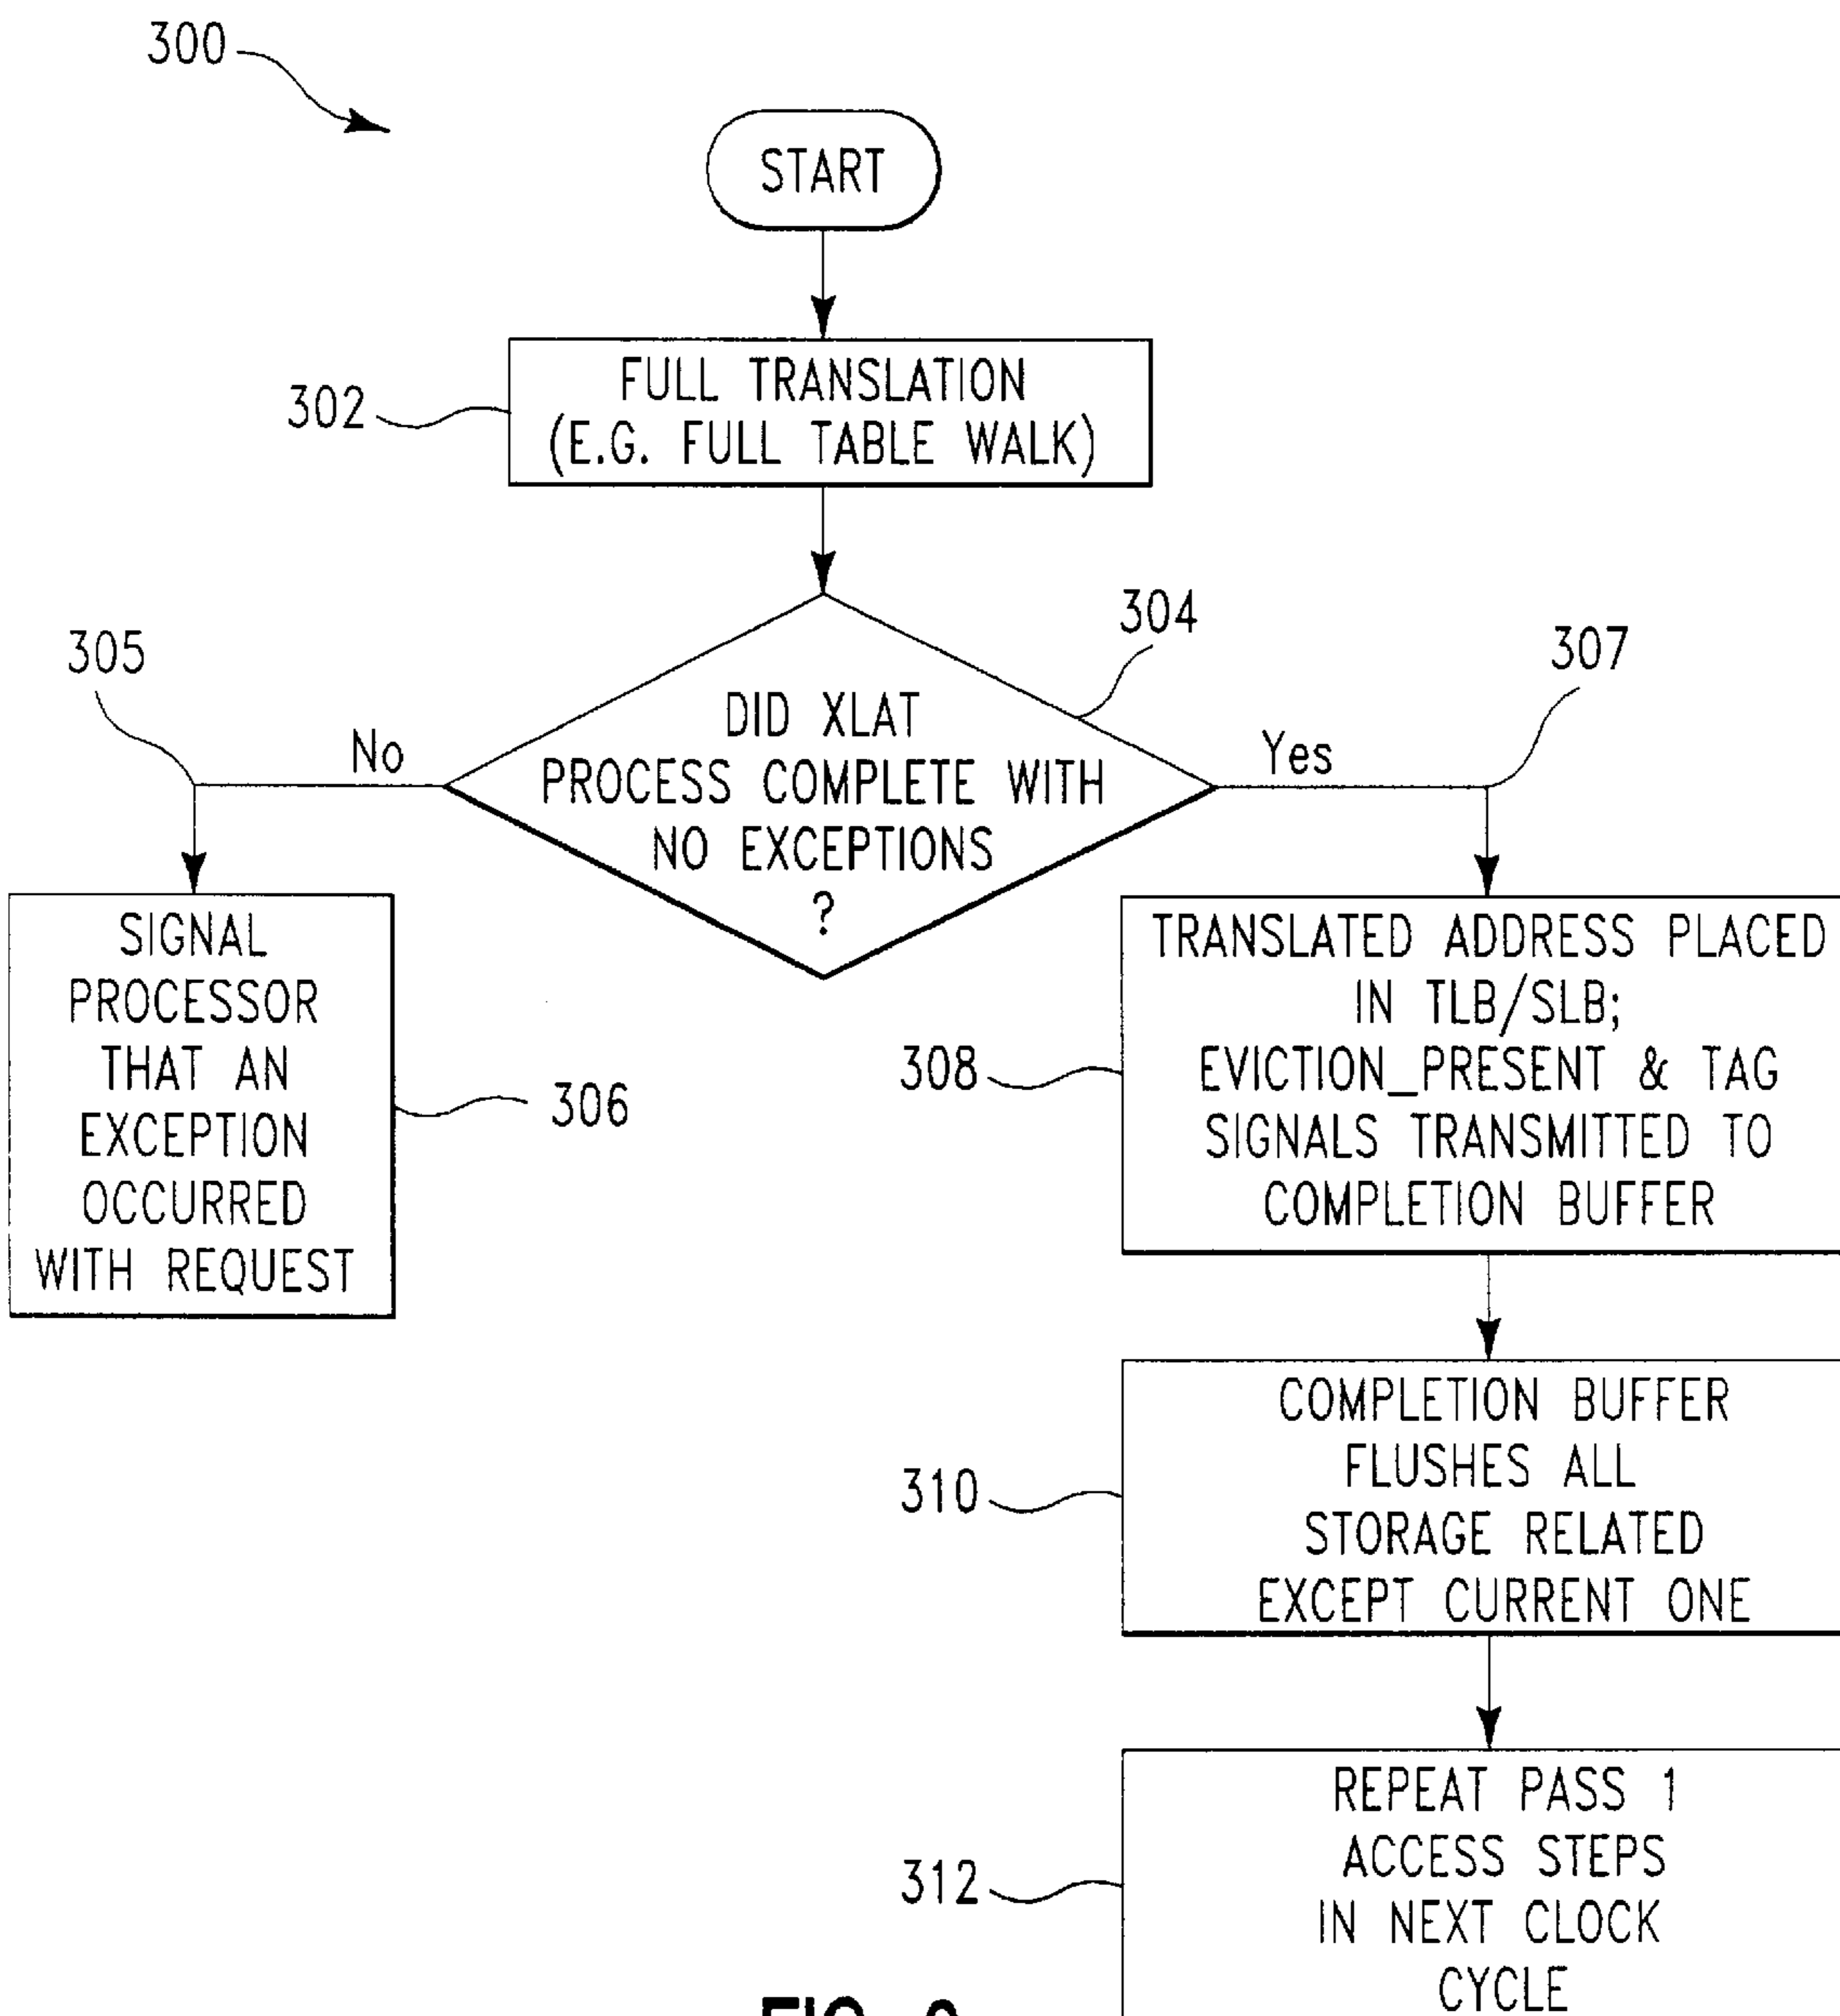 300
START
302
FULL TRANSLATION
(E.G. FULL TABLE WALK)
304
305
307
No
Yes
DID XLAT
PROCESS COMPLETE WITH
NO EXCEPTIONS
?
SIGNAL
PROCESSOR
THAT AN
EXCEPTION
OCCURRED
WITH REQUEST
306
308
TRANSLATED ADDRESS PLACED
IN TLB/SLB;
EVICTION_PRESENT & TAG
SIGNALS TRANSMITTED TO
COMPLETION BUFFER
310
COMPLETION BUFFER
FLUSHES ALL
STORAGE RELATED
EXCEPT CURRENT ONE
312
REPEAT PASS 1
ACCESS STEPS
IN NEXT CLOCK
CYCLE
FIG.